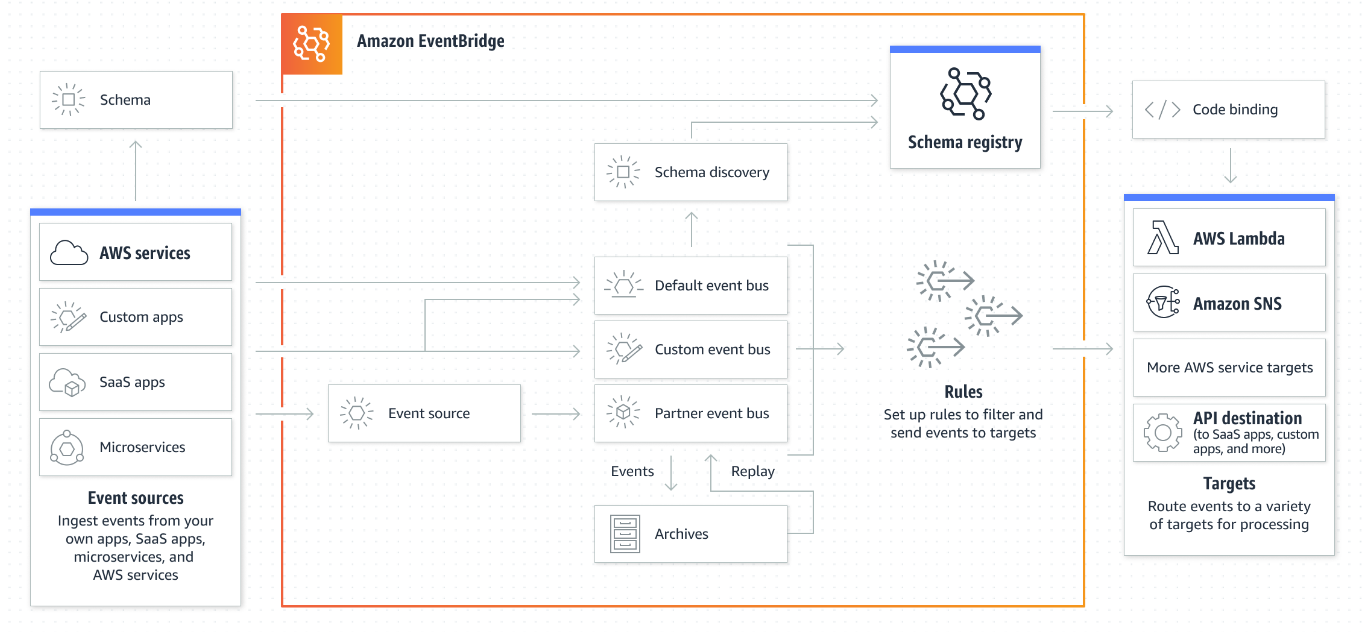 Amazon EventBridge
Schema
AWS services
Custom apps
SaaS apps
Microservices
Event sources
Ingest events from your
own apps, SaaS apps,
microservices, and
AWS services
Event source
Schema discovery
Default event bus
Custom event bus
Partner event bus
Events
Replay
Archives
Schema registry
Rules
Set up rules to filter and
send events to targets
</> Code binding
AWS Lambda
Amazon SNS
More AWS service targets
API destination
(to SaaS apps, custom
apps, and more)
Targets
Route events to a variety
of targets for processing